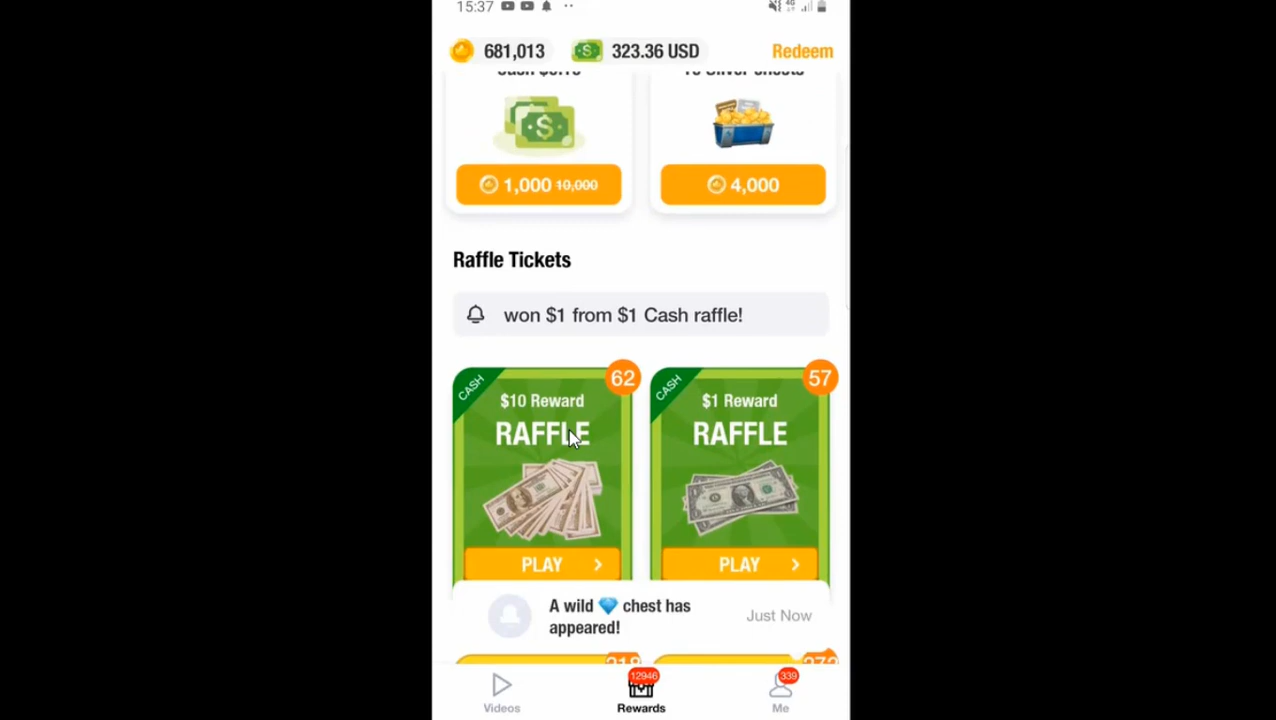 15:37
4G
681,013
323.36 USD
Redeem
1,000 10,000
4,000
Raffle Tickets
won $1 from $1 Cash raffle!
CASH
62
$10 Reward
RAFFLE
PLAY
CASH
57
$1 Reward
RAFFLE
PLAY
A wild chest has
appeared!
Just Now
12946
339
Videos
Rewards
Me